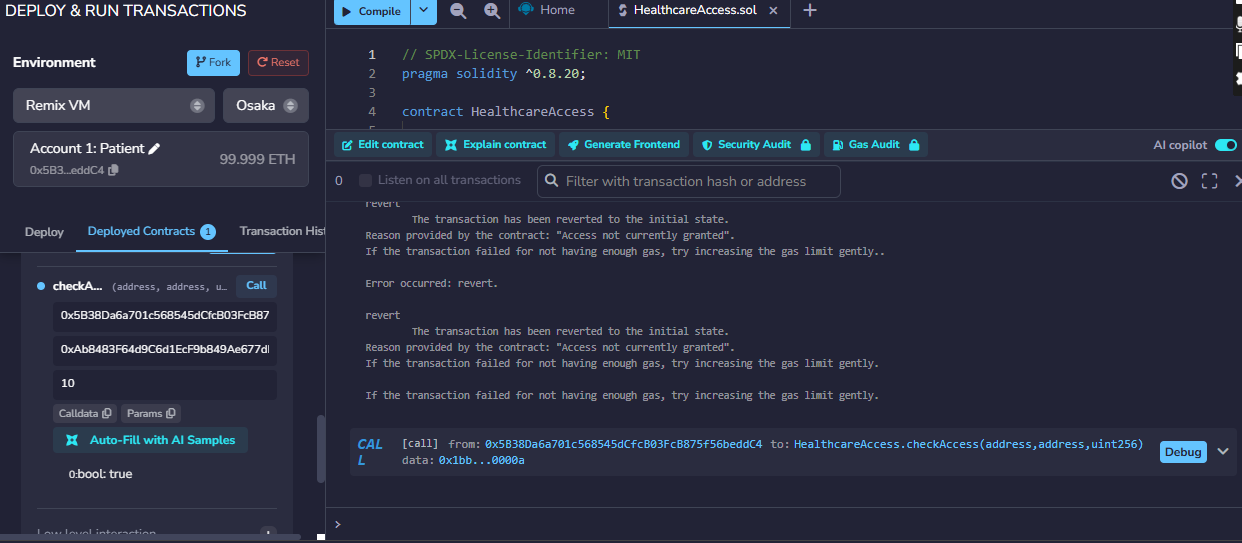 DEPLOY & RUN TRANSACTIONS
Environment
Fork
Reset
Remix VM
Osaka
Account 1: Patient
0x5B3...eddC4
99.999 ETH
Deploy
Deployed Contracts 1
Transaction Hist
checkA... (address, address, u...
Call
0x5B38Da6a701c568545dCfcB03FcB87
0xAb8483F64d9C6d1EcF9b849Ae677d
10
Calldata
Params
Auto-Fill with AI Samples
0:bool: true
Low level interaction
Compile
Home
HealthcareAccess.sol
1 // SPDX-License-Identifier: MIT
2 pragma solidity ^0.8.20;
3
4 contract HealthcareAccess {
Edit contract
Explain contract
Generate Frontend
Security Audit
Gas Audit
AI copilot
0
Listen on all transactions
Filter with transaction hash or address
revert
The transaction has been reverted to the initial state.
Reason provided by the contract: "Access not currently granted".
If the transaction failed for not having enough gas, try increasing the gas limit gently..
Error occurred: revert.
revert
The transaction has been reverted to the initial state.
Reason provided by the contract: "Access not currently granted".
If the transaction failed for not having enough gas, try increasing the gas limit gently.
If the transaction failed for not having enough gas, try increasing the gas limit gently.
CAL
L
[call] from: 0x5B38Da6a701c568545dCfcB03FcB875f56beddC4 to: HealthcareAccess.checkAccess(address,address,uint256)
data: 0x1bb...0000a
Debug
>